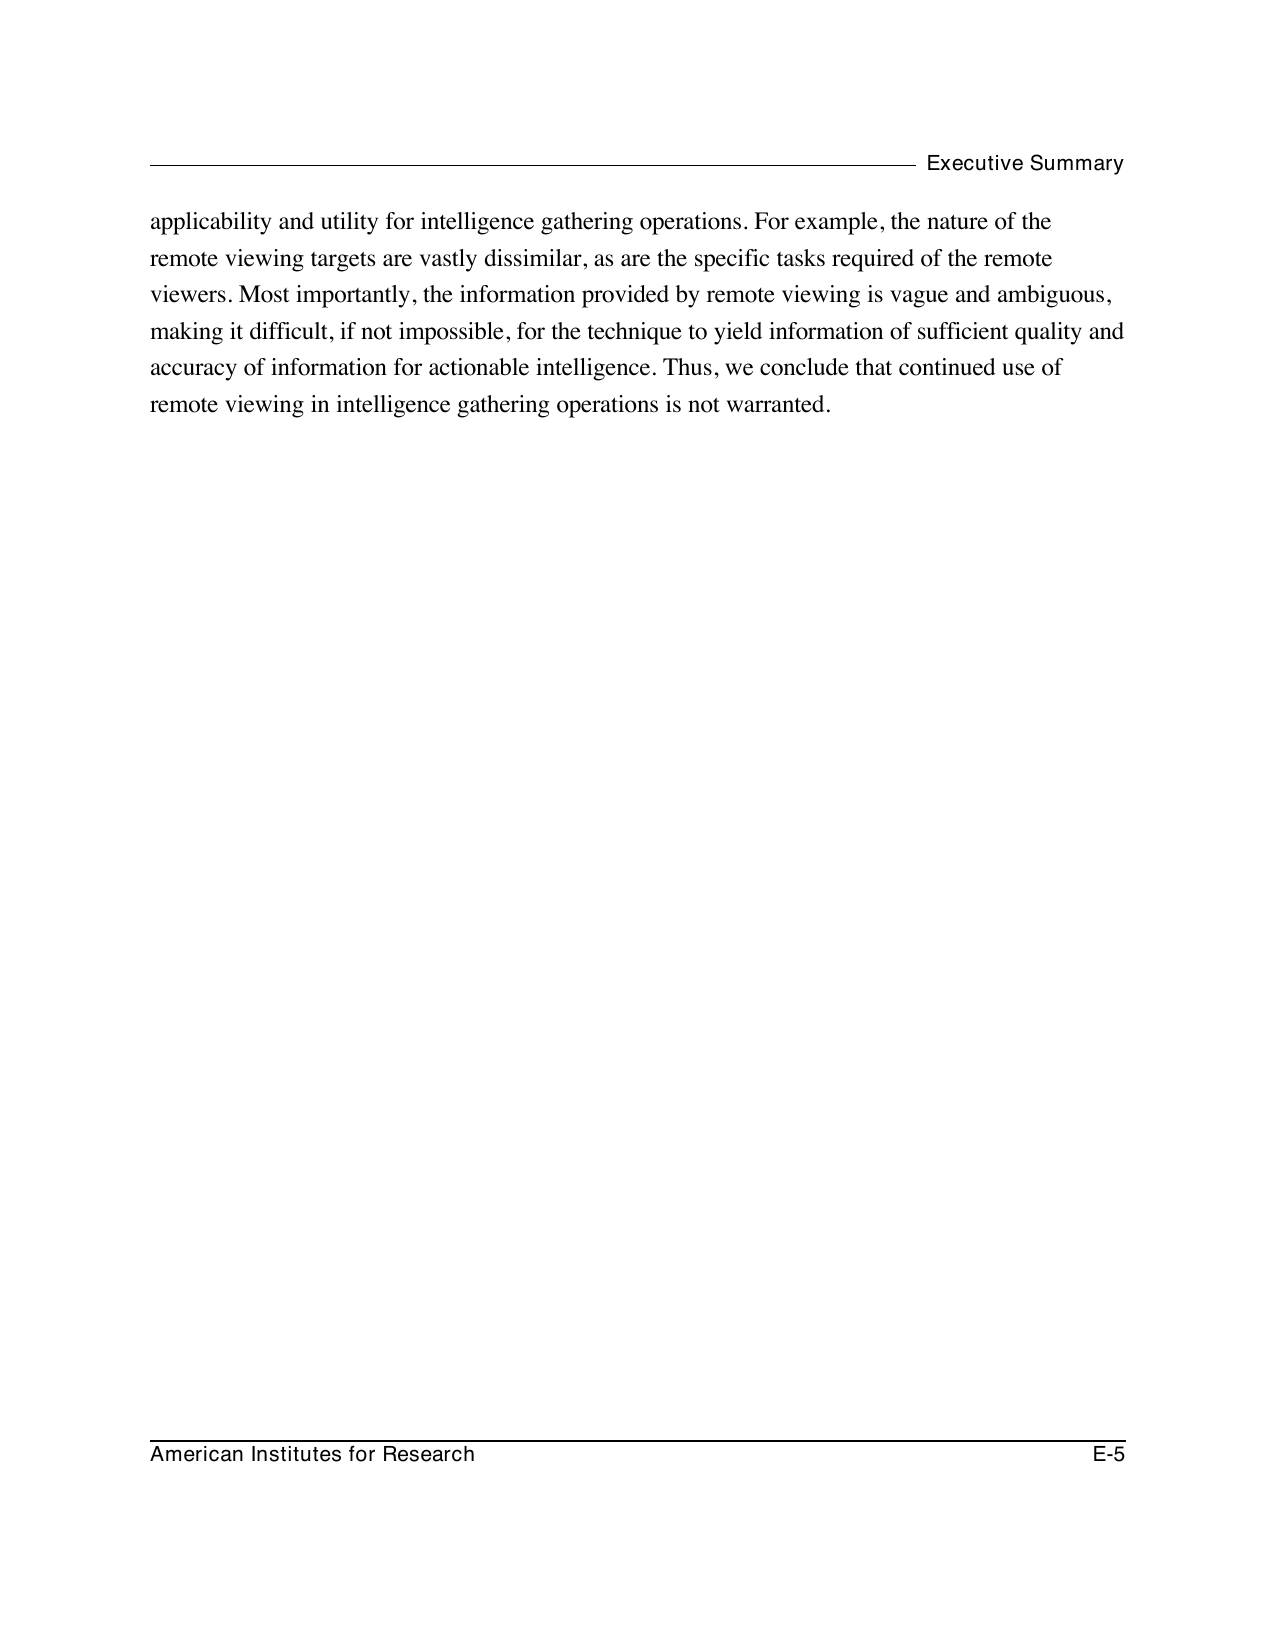 Executive Summary
applicability and utility for intelligence gathering operations. For example, the nature of the
remote viewing targets are vastly dissimilar, as are the specific tasks required of the remote
viewers. Most importantly, the information provided by remote viewing is vague and ambiguous,
making it difficult, if not impossible, for the technique to yield information of sufficient quality and
accuracy of information for actionable intelligence. Thus, we conclude that continued use of
remote viewing in intelligence gathering operations is not warranted.
American Institutes for Research E-5